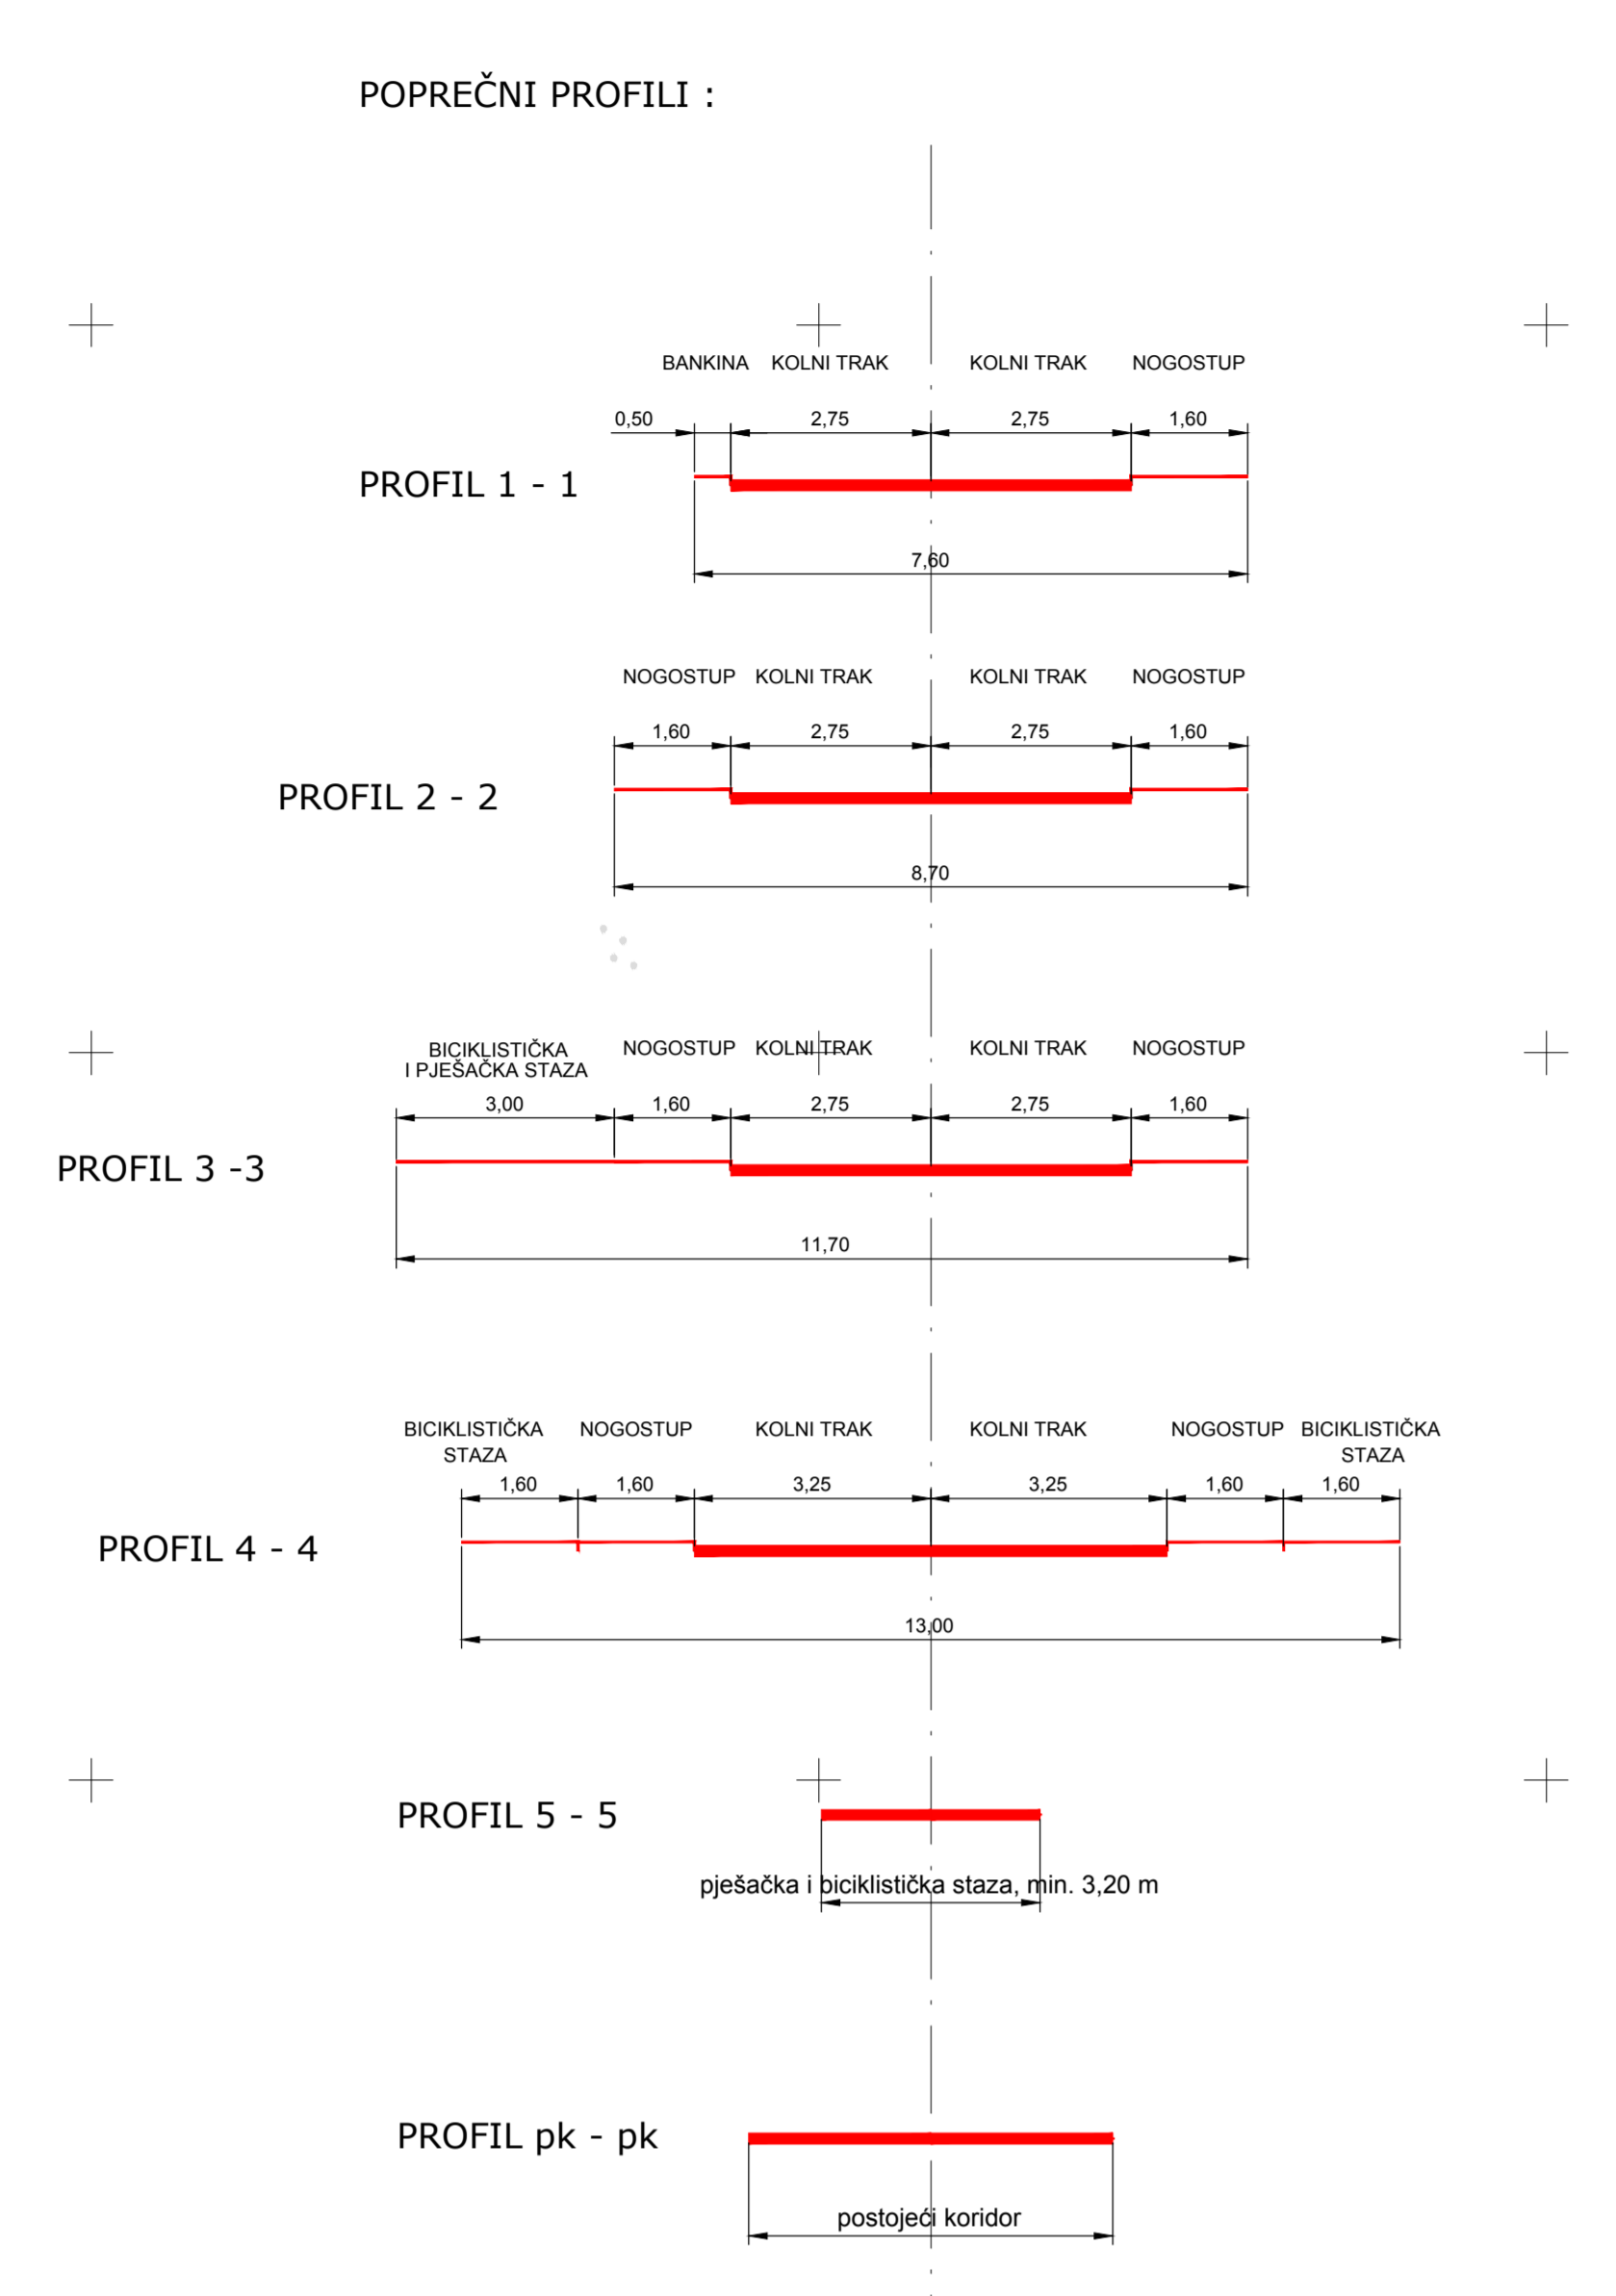 POPREČNI PROFILI :
BANKINA KOLNI TRAK KOLNI TRAK NOGOSTUP
0,50 2,75 2,75 1,60
PROFIL 1 - 1
7,60
NOGOSTUP KOLNI TRAK KOLNI TRAK NOGOSTUP
1,60 2,75 2,75 1,60
PROFIL 2 - 2
8,70
BICIKLISTIČKA NOGOSTUP KOLNI TRAK KOLNI TRAK NOGOSTUP
I PJEŠAČKA STAZA
3,00 1,60 2,75 2,75 1,60
PROFIL 3 -3
11,70
BICIKLISTIČKA NOGOSTUP KOLNI TRAK KOLNI TRAK NOGOSTUP BICIKLISTIČKA
STAZA STAZA
1,60 1,60 3,25 3,25 1,60 1,60
PROFIL 4 - 4
13,00
PROFIL 5 - 5
pješačka i biciklistička staza, min. 3,20 m
PROFIL pk - pk
postojeći koridor